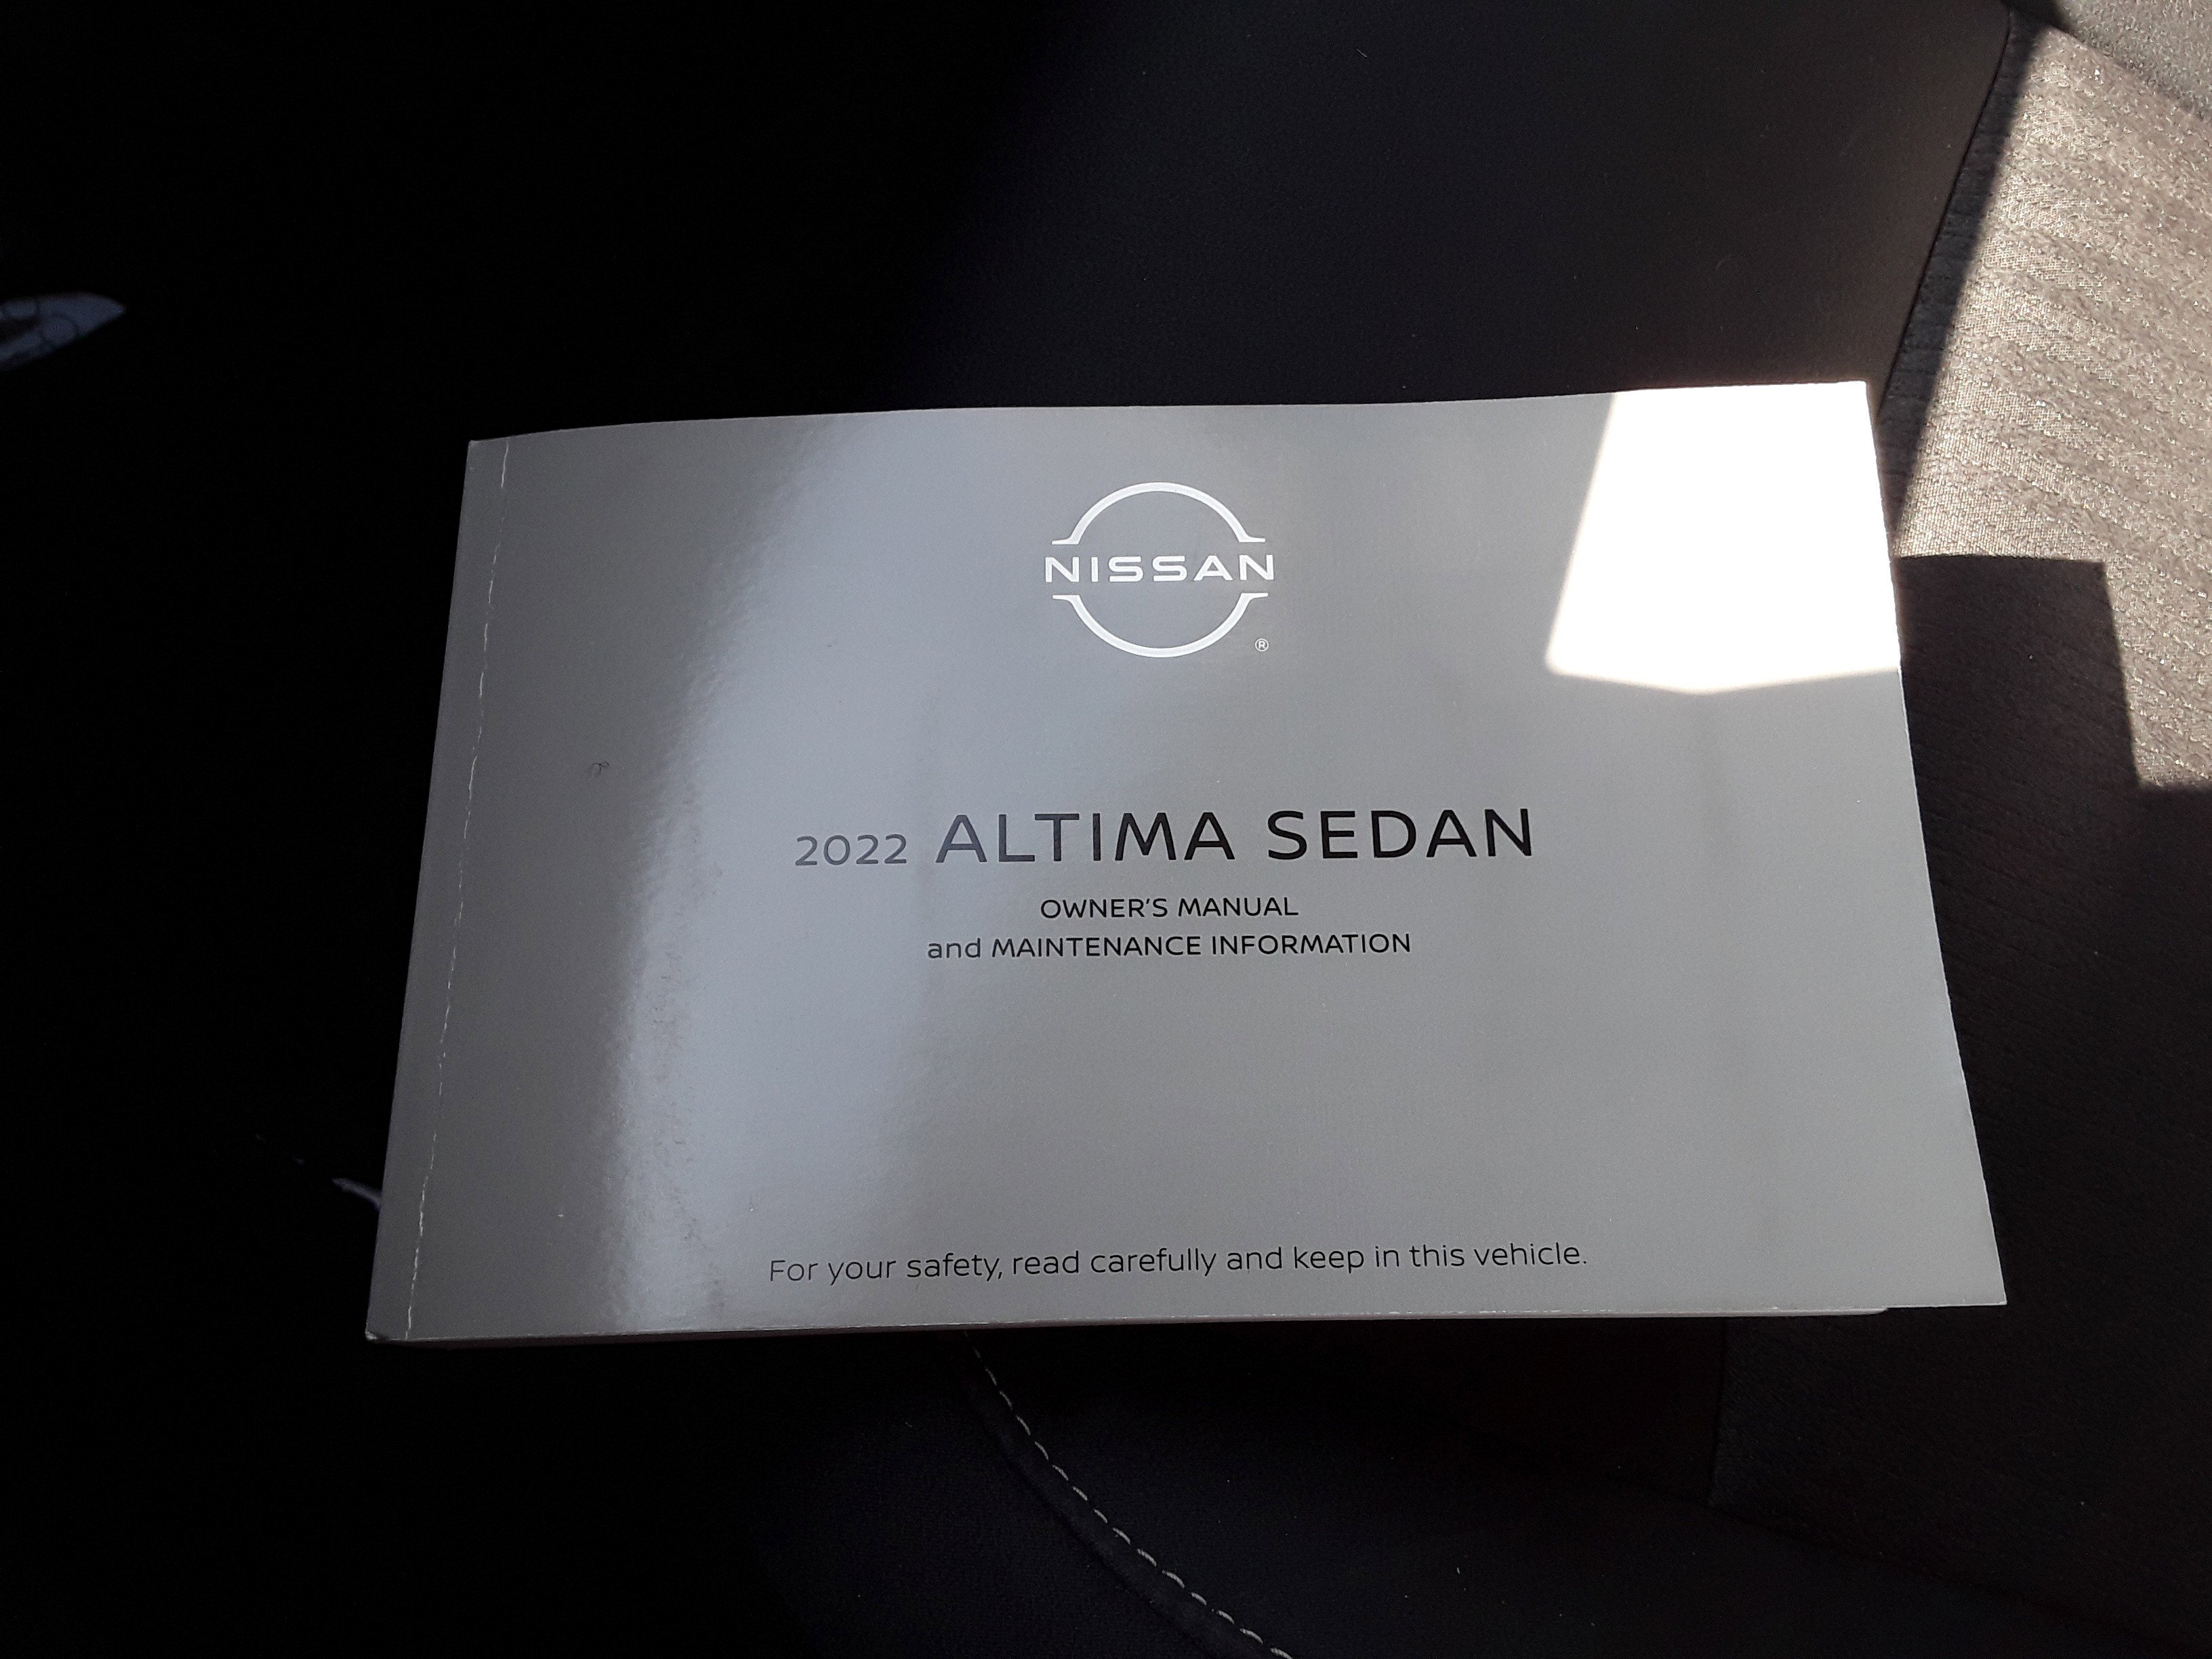 NISSAN
®
2022 ALTIMA SEDAN
OWNER'S MANUAL
and MAINTENANCE INFORMATION
For your safety, read carefully and keep in this vehicle.